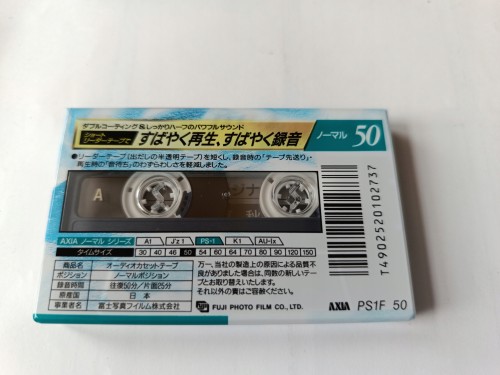 ダブルコーティング&しっかりハーフのパワフルサウンド
ショート
リーダーテープで
すばやく再生、すばやく録音
ノーマル 50
●リーダーテープ(出だしの半透明テープ)を短くし、録音時の「テープ先送り」・
再生時の「音待ち」のわずらわしさを軽減しました。
A
AXIA ノーマル シリーズ A1 J'z1 PS-1 K1 AU-Ix
タイムサイズ 30 40 46 50 54 60 64 70 80 90 120 150
商品名 オーディオカセットテープ
ポジション ノーマルポジション
録音時間 往復50分/片面25分
原産国 日本
事業者名 富士写真フイルム株式会社
万一、当社の製造上の原因による品質不
良がありました場合は、同数の新しいテー
プとお取り替えいたします。
それ以外の責はご容赦ください。
FUJI PHOTO FILM CO., LTD.
T4902520102737
AXIA PS1F 50